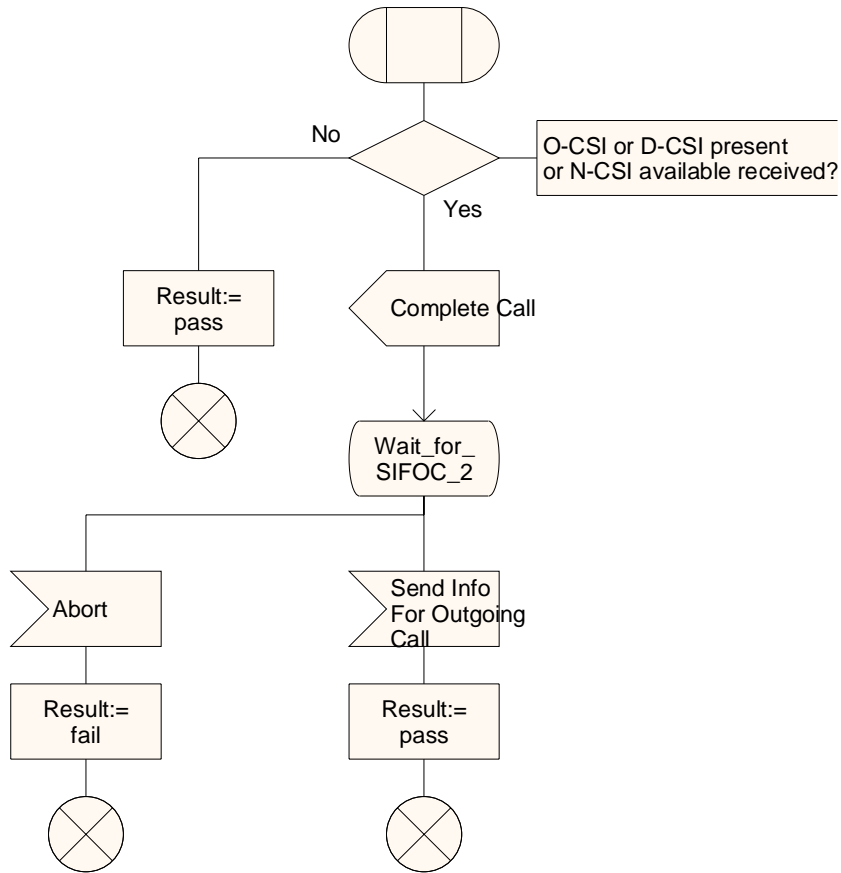 No
O-CSI or D-CSI present
or N-CSI available received?
Yes
Result:=
pass
Complete Call
Wait_for_
SIFOC_2
Abort
Send Info
For Outgoing
Call
Result:=
fail
Result:=
pass